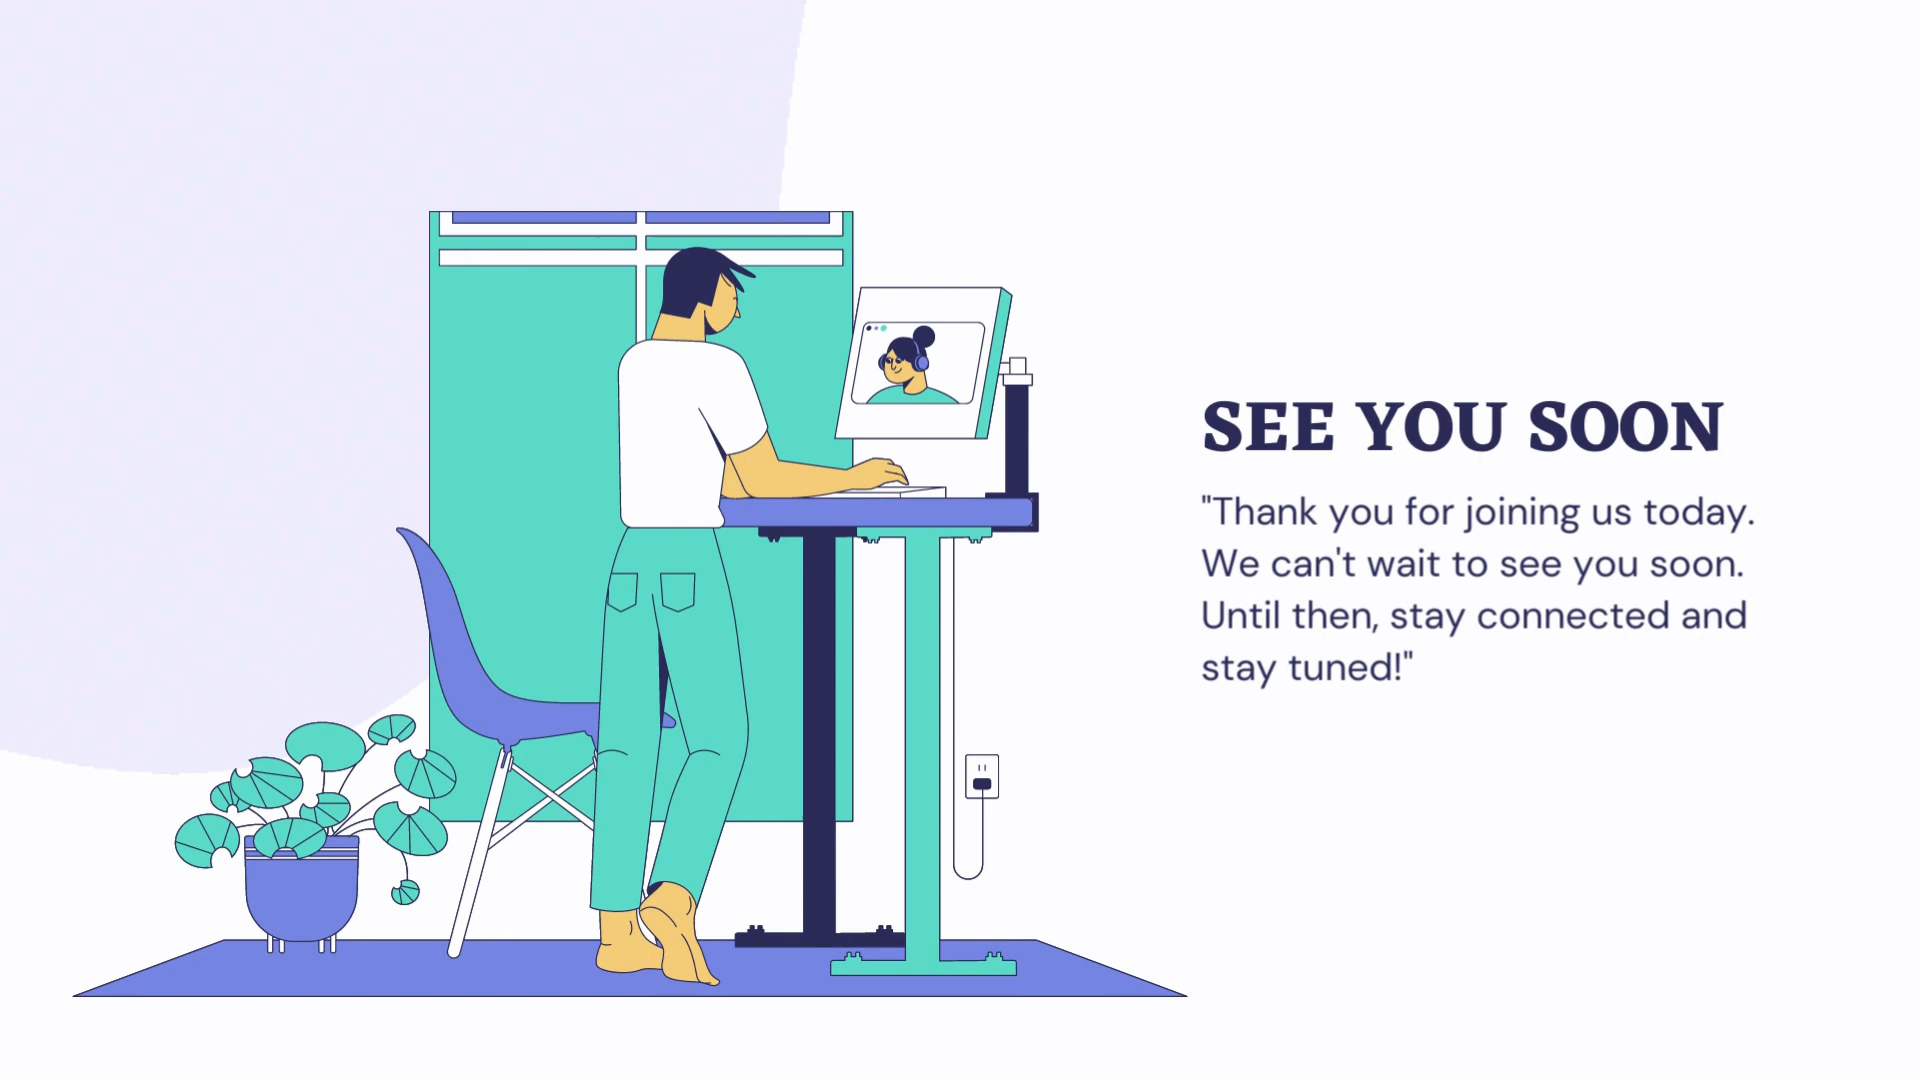 SEE YOU SOON
"Thank you for joining us today.
We can't wait to see you soon.
Until then, stay connected and
stay tuned!"